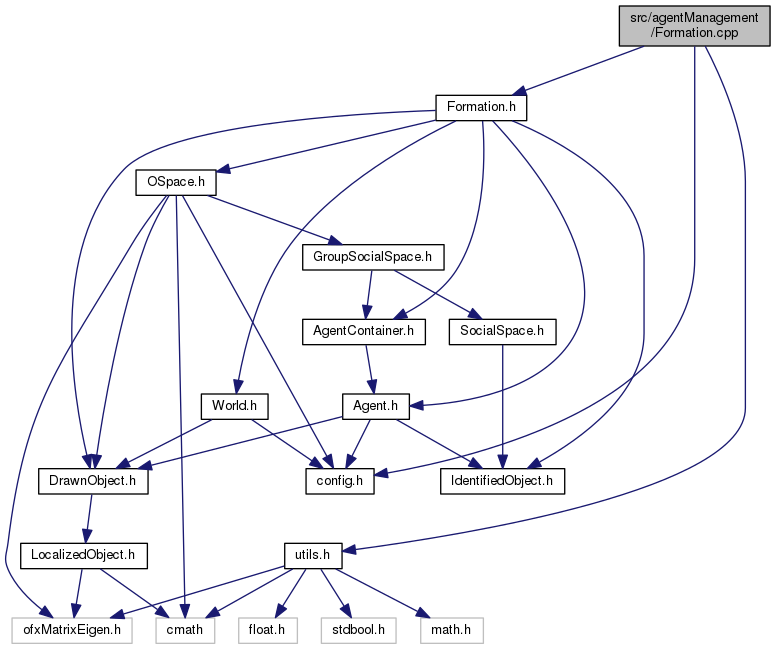 src/agentManagement
/Formation.cpp
Formation.h
OSpace.h
GroupSocialSpace.h
AgentContainer.h
SocialSpace.h
World.h
Agent.h
DrawnObject.h
config.h
IdentifiedObject.h
LocalizedObject.h
utils.h
ofxMatrixEigen.h
cmath
float.h
stdbool.h
math.h